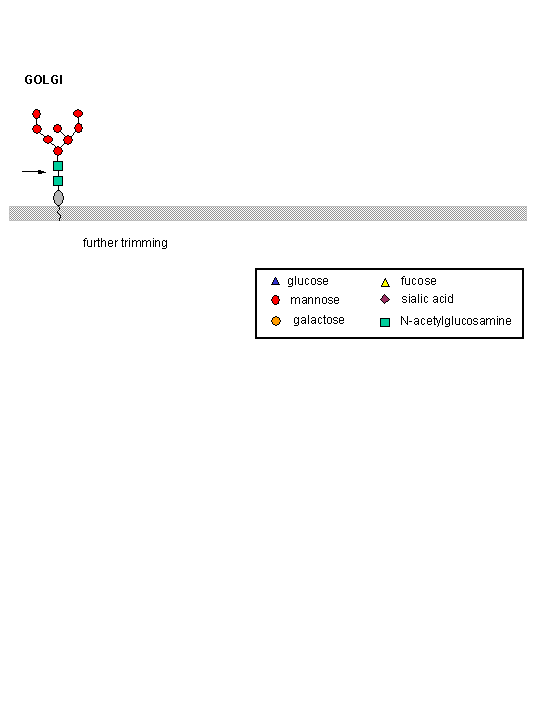 GOLGI
further trimming
glucose
fucose
mannose
sialic acid
galactose
N-acetylglucosamine